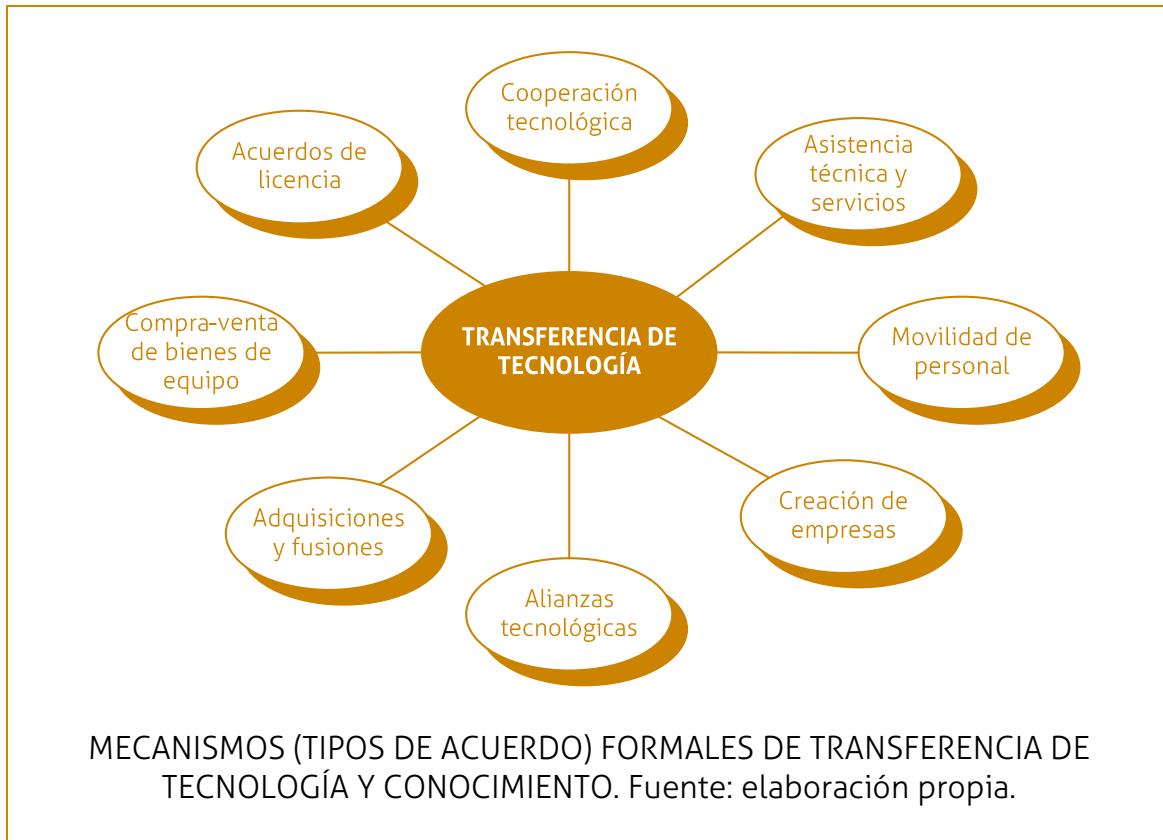 Cooperación
tecnológica
Asistencia
técnica y
servicios
Acuerdos de
licencia
Compra-venta
de bienes de
equipo
TRANSFERENCIA DE
TECNOLOGÍA
Movilidad de
personal
Adquisiciones
y fusiones
Creación de
empresas
Alianzas
tecnológicas
MECANISMOS (TIPOS DE ACUERDO) FORMALES DE TRANSFERENCIA DE
TECNOLOGÍA Y CONOCIMIENTO. Fuente: elaboración propia.